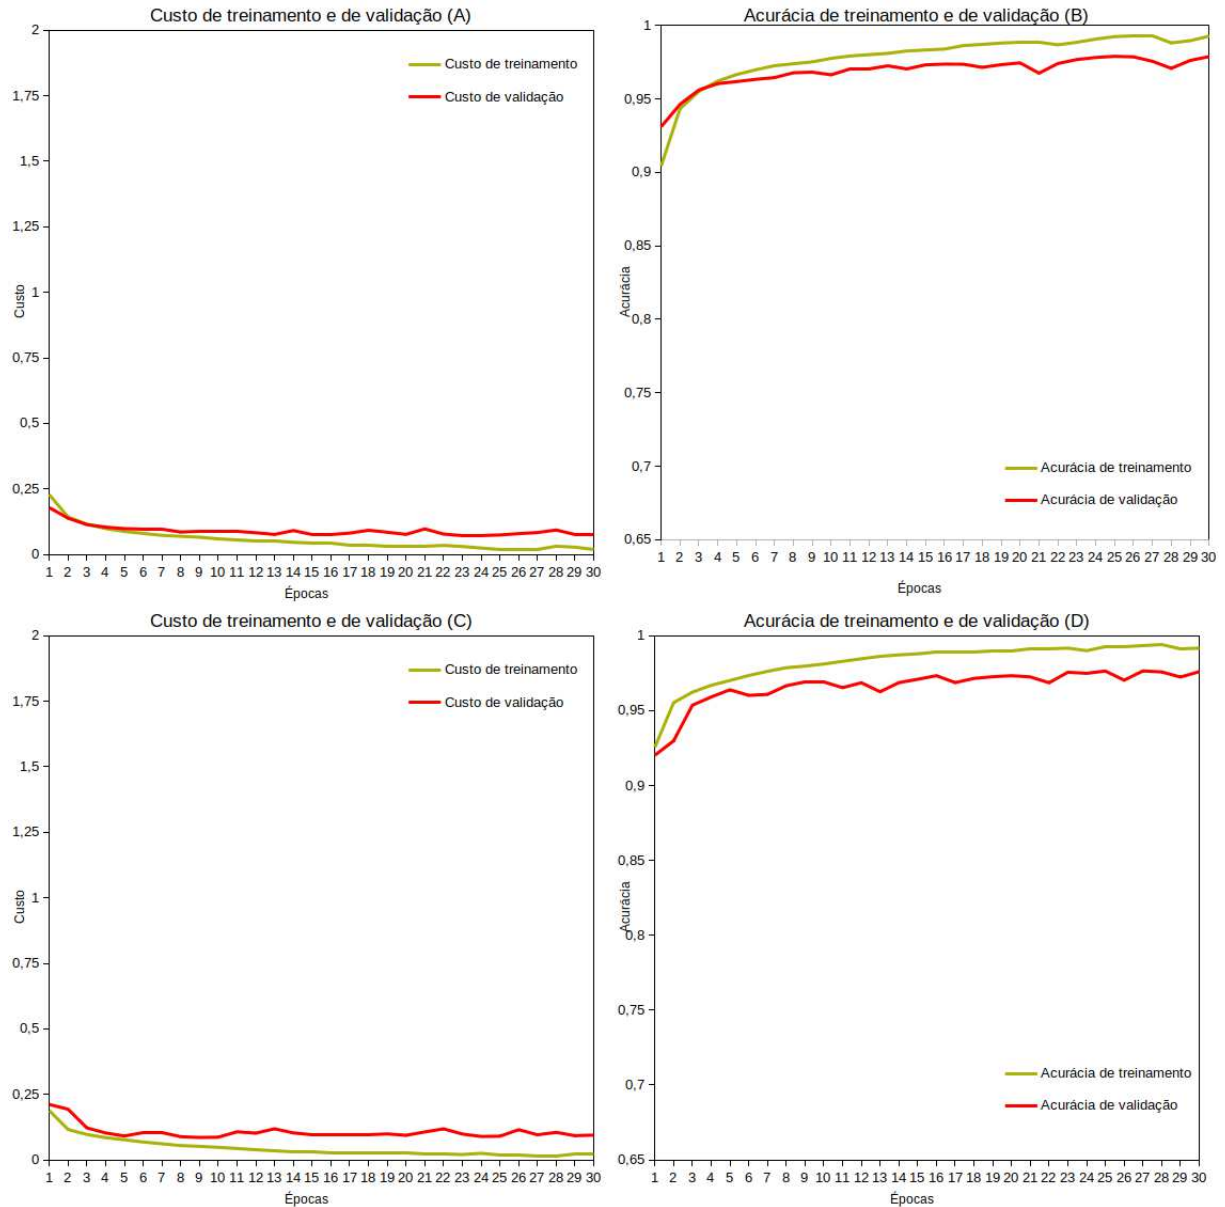 Custo de treinamento e de validação (A)
2
1,75
1,5
1,25
1
0,75
0,5
0,25
0
Custo
Custo de treinamento
Custo de validação
1 2 3 4 5 6 7 8 9 10 11 12 13 14 15 16 17 18 19 20 21 22 23 24 25 26 27 28 29 30
Épocas
Acurácia de treinamento e de validação (B)
1
0,95
0,9
0,85
0,8
0,75
0,7
0,65
Acurácia
Acurácia de treinamento
Acurácia de validação
1 2 3 4 5 6 7 8 9 10 11 12 13 14 15 16 17 18 19 20 21 22 23 24 25 26 27 28 29 30
Épocas
Custo de treinamento e de validação (C)
2
1,75
1,5
1,25
1
0,75
0,5
0,25
0
Custo
Custo de treinamento
Custo de validação
1 2 3 4 5 6 7 8 9 10 11 12 13 14 15 16 17 18 19 20 21 22 23 24 25 26 27 28 29 30
Épocas
Acurácia de treinamento e de validação (D)
1
0,95
0,9
0,85
0,8
0,75
0,7
0,65
Acurácia
Acurácia de treinamento
Acurácia de validação
1 2 3 4 5 6 7 8 9 10 11 12 13 14 15 16 17 18 19 20 21 22 23 24 25 26 27 28 29 30
Épocas